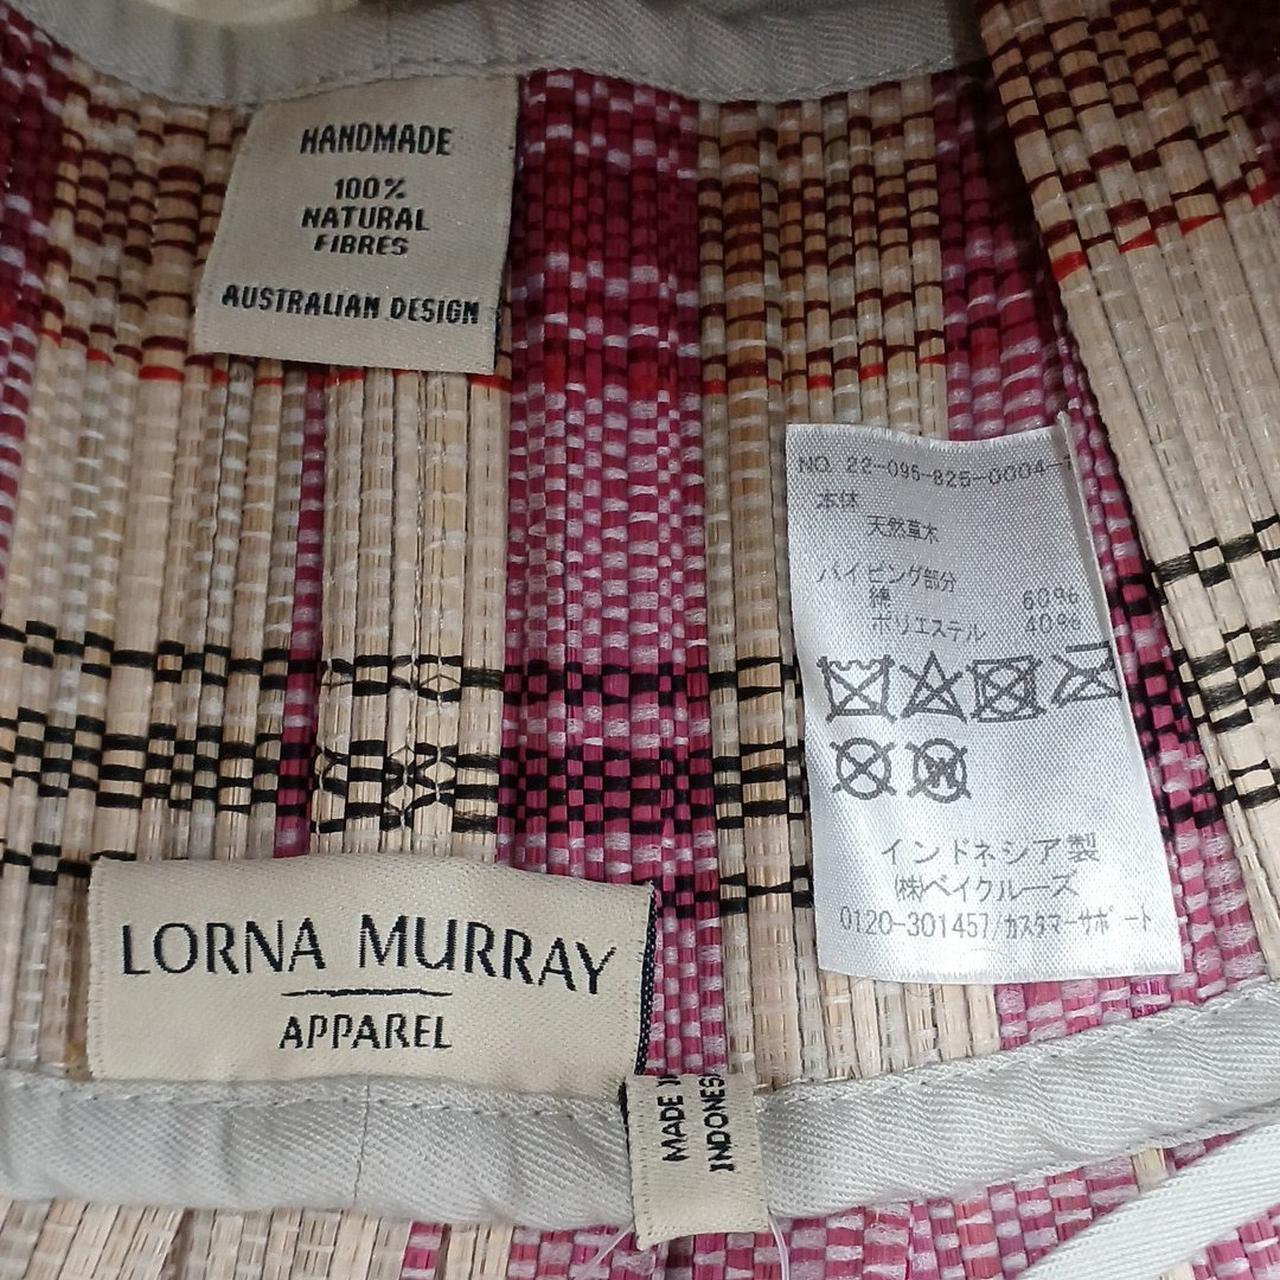 HANDMADE
100%
NATURAL
FIBRES
AUSTRALIAN DESIGN
NO. 22-095-825-0004-
本体
天然草木
パイピング部分
綿 60%
ポリエステル 40%
インドネシア製
(株)ベイクルーズ
0120-301457/カスタマーサポート
LORNA MURRAY
APPAREL
MADE
INDONES